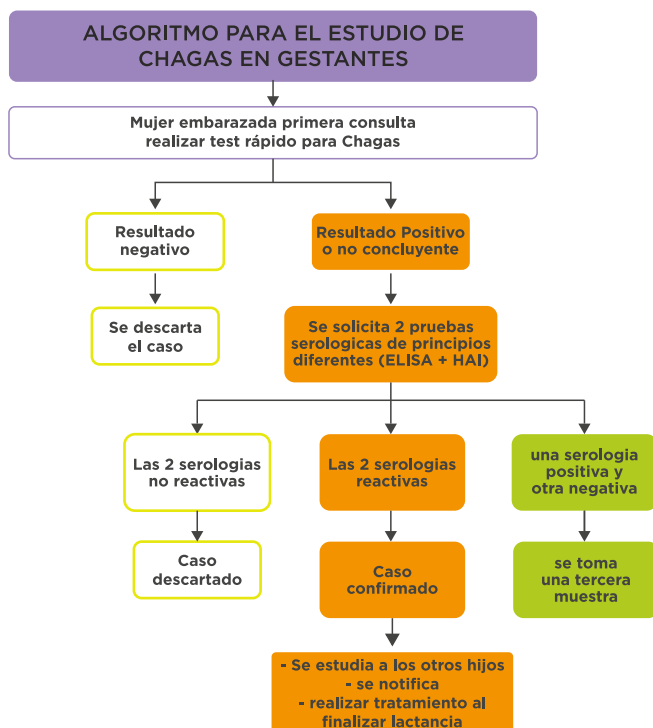 ALGORITMO PARA EL ESTUDIO DE
CHAGAS EN GESTANTES
Mujer embarazada primera consulta
realizar test rápido para Chagas
Resultado
negativo
Resultado Positivo
o no concluyente
Se descarta
el caso
Se solicita 2 pruebas
serologicas de principios
diferentes (ELISA + HAI)
Las 2 serologias
no reactivas
Las 2 serologias
reactivas
una serologia
positiva y
otra negativa
Caso
descartado
Caso
confirmado
se toma
una tercera
muestra
- Se estudia a los otros hijos
- se notifica
- realizar tratamiento al
finalizar lactancia